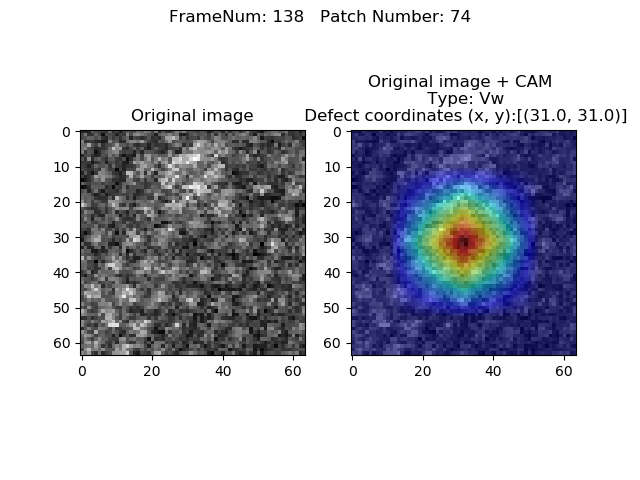 FrameNum: 138   Patch Number: 74
Original image
0
10
20
30
40
50
60
0 20 40 60
Original image + CAM
Type: Vw
Defect coordinates (x, y):[(31.0, 31.0)]
0
10
20
30
40
50
60
0 20 40 60